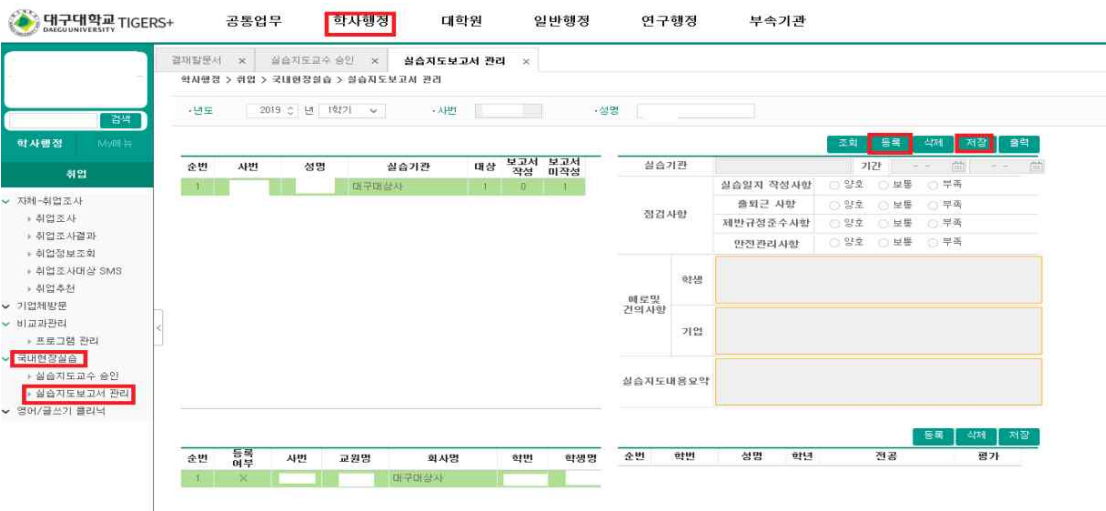 대구대학교 TIGERS+
DAEGU UNIVERSITY
공통업무 학사행정 대학원 일반행정 연구행정 부속기관
결재할문서 × 실습지도교수 승인 × 실습지도보고서 관리 ×
학사행정 > 취업 > 국내현장실습 > 실습지도보고서 관리
검색
학사행정 My메뉴
취업
자체-취업조사
취업조사
취업조사결과
취업정보조회
취업조사대상 SMS
취업추천
기업체방문
비교과관리
프로그램 관리
국내현장실습
실습지도교수 승인
실습지도보고서 관리
영어/글쓰기 클리닉
•년도 2019 년 1학기 •사번 •성명
조회 등록 삭제 저장 출력
순번 사번 성명 실습기관 대상 보고서 작성 보고서 미작성
1 대구대상사 1 0 1
실습기관 기간 - - - -
점검사항
실습일지 작성사항 양호 보통 부족
출퇴근 사항 양호 보통 부족
제반규정준수사항 양호 보통 부족
안전관리사항 양호 보통 부족
애로및
건의사항
학생
기업
실습지도내용요약
등록 삭제 저장
순번 등록 여부 사번 교원명 회사명 학번 학생명
1 X 대구대상사
순번 학번 성명 학년 전공 평가